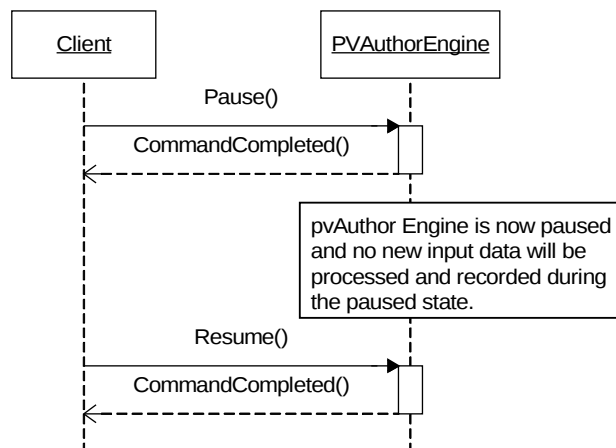 Client
PVAuthorEngine
Pause()
CommandCompleted()
pvAuthor Engine is now paused
and no new input data will be
processed and recorded during
the paused state.
Resume()
CommandCompleted()